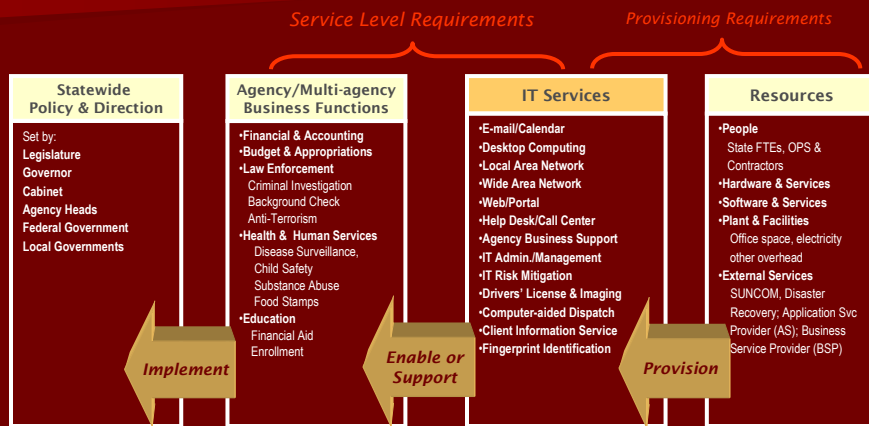 Service Level Requirements
Provisioning Requirements
Statewide
Policy & Direction
Set by:
Legislature
Governor
Cabinet
Agency Heads
Federal Government
Local Governments
Implement
Agency/Multi-agency
Business Functions
•Financial & Accounting
•Budget & Appropriations
•Law Enforcement
Criminal Investigation
Background Check
Anti-Terrorism
•Health & Human Services
Disease Surveillance,
Child Safety
Substance Abuse
Food Stamps
•Education
Financial Aid
Enrollment
Enable or
Support
IT Services
•E-mail/Calendar
•Desktop Computing
•Local Area Network
•Wide Area Network
•Web/Portal
•Help Desk/Call Center
•Agency Business Support
•IT Admin./Management
•IT Risk Mitigation
•Drivers' License & Imaging
•Computer-aided Dispatch
•Client Information Service
•Fingerprint Identification
Provision
Resources
•People
State FTEs, OPS &
Contractors
•Hardware & Services
•Software & Services
•Plant & Facilities
Office space, electricity
other overhead
•External Services
SUNCOM, Disaster
Recovery; Application Svc
Provider (AS); Business
Service Provider (BSP)